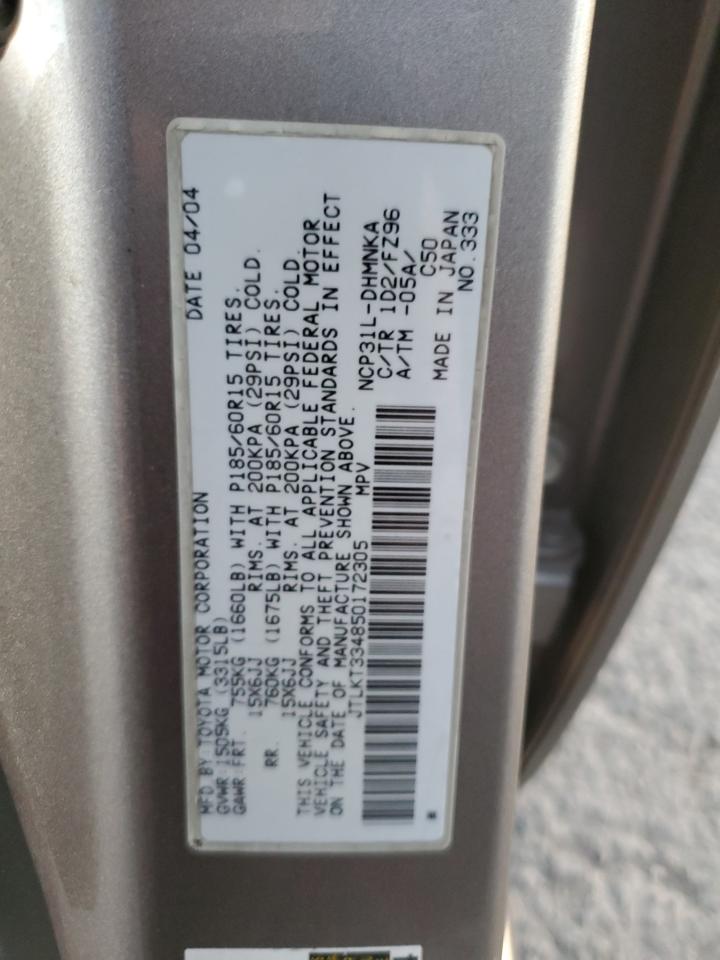 MFD BY: TOYOTA MOTOR CORPORATION DATE 04/04
GVWR 1505KG (3315LB)
GAWR FRT. 755KG (1660LB) WITH P185/60R15 TIRES.
15X6JJ RIMS. AT 200KPA (29PSI) COLD.
RR. 760KG (1675LB) WITH P185/60R15 TIRES.
15X6JJ RIMS. AT 200KPA (29PSI) COLD.
THIS VEHICLE CONFORMS TO ALL APPLICABLE FEDERAL MOTOR
VEHICLE SAFETY AND THEFT PREVENTION STANDARDS IN EFFECT
ON THE DATE OF MANUFACTURE SHOWN ABOVE.
JTLKT334850172305 MPV NCP31L-DHMNKA
C/TR 1D2/FZ96
A/TM -05A/
C50
MADE IN JAPAN
NO.333